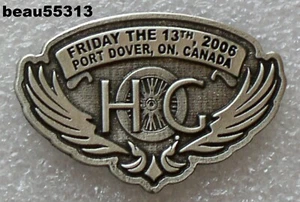 beau55313
FRIDAY THE 13TH, 2006
PORT DOVER, ON. CANADA
HOG